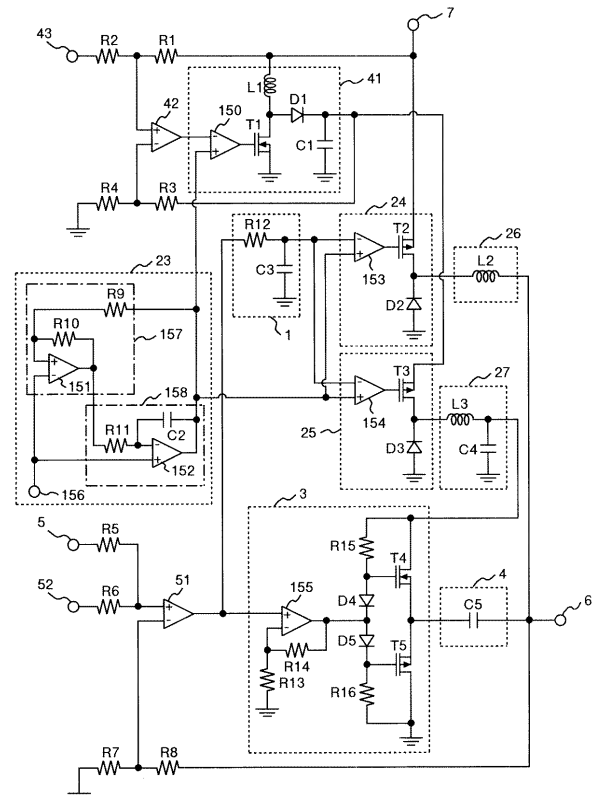 7
43
R2
R1
41
L1
D1
42
150
T1
C1
R4
R3
24
R12
T2
26
153
L2
C3
D2
23
1
R9
157
R10
151
T3
27
158
154
L3
R11
C2
25
D3
C4
152
156
3
5
R5
R15
T4
4
52
R6
51
155
D4
C5
6
D5
T5
R14
R13
R16
R7
R8
+
-
-
+
-
+
+
-
-
+
-
+
+
-
+
-